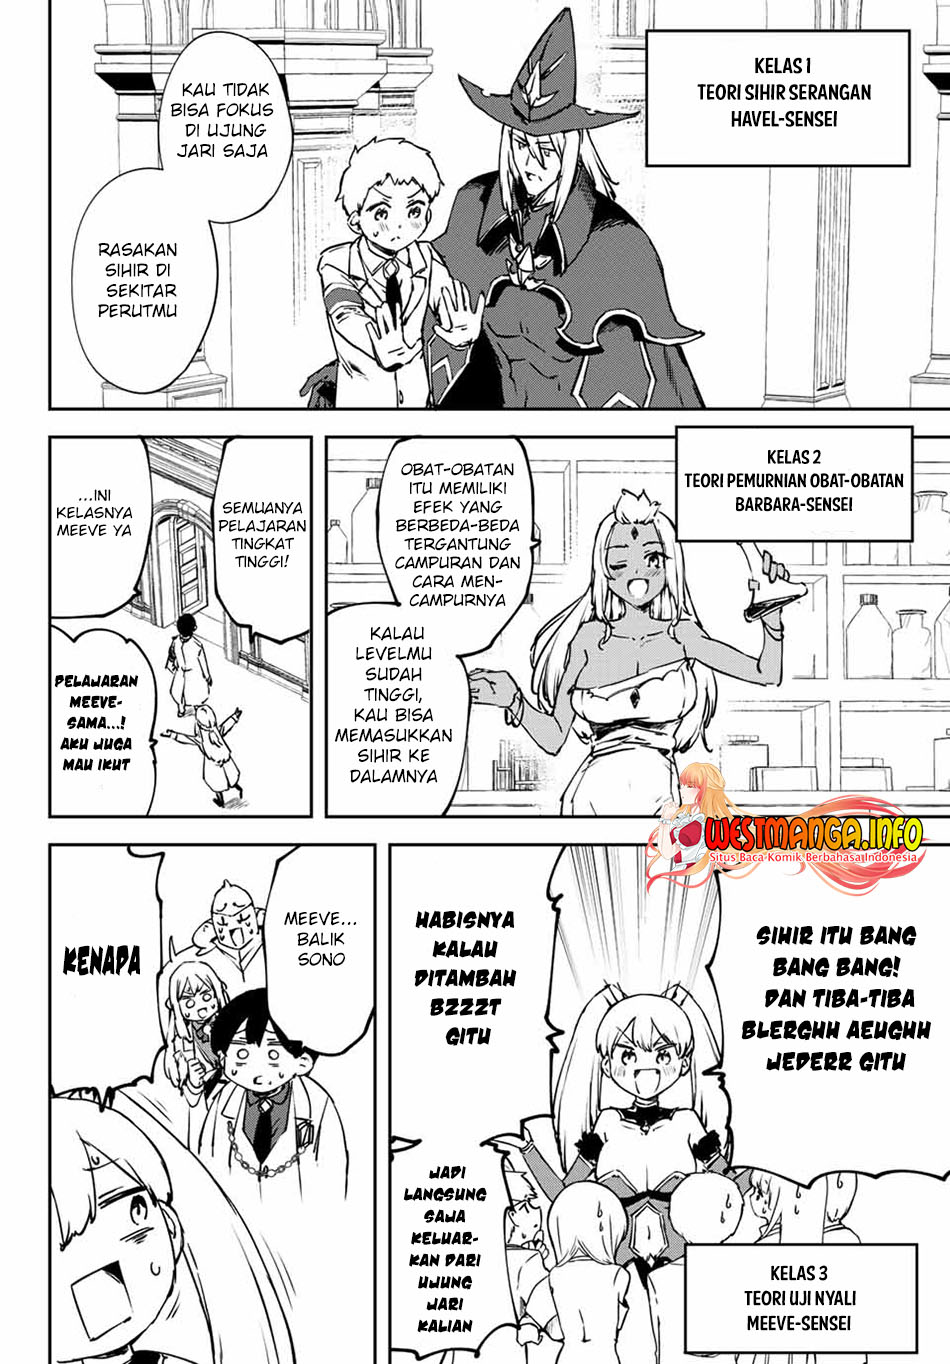 KELAS 1
TEORI SIHIR SERANGAN
HAVEL-SENSEI
KAU TIDAK
BISA FOKUS
DI UJUNG
JARI SAJA
RASAKAN
SIHIR DI
SEKITAR
PERUTMU
KELAS 2
TEORI PEMURNIAN OBAT-OBATAN
BARBARA-SENSEI
OBAT-OBATAN
ITU MEMILIKI
EFEK YANG
BERBEDA-BEDA
TERGANTUNG
CAMPURAN DAN
CARA MEN-
CAMPURNYA
KALAU
LEVELMU
SUDAH
TINGGI,
KAU BISA
MEMASUKKAN
SIHIR KE
DALAMNYA
SEMUANYA
PELAJARAN
TINGKAT
TINGGI!
...INI
KELASNYA
MEEVE YA
PELAJARAN
MEEVE-
SAMA...!
AKU JUGA
MAU IKUT
WESTMANGA.INFO
Situs Baca Komik Berbahasa Indonesia
SIHIR ITU BANG
BANG BANG!
DAN TIBA-TIBA
BLERGHH AEUGHH
JEDERR GITU
HABISNYA
KALAU
DITAMBAH
BZZZT
GITU
JADI
LANGSUNG
SAJA
KELUAR-
KAN DARI
UJUNG
JARI
KALIAN
KELAS 3
TEORI UJI NYALI
MEEVE-SENSEI
MEEVE...
BALIK
SONO
KENAPA